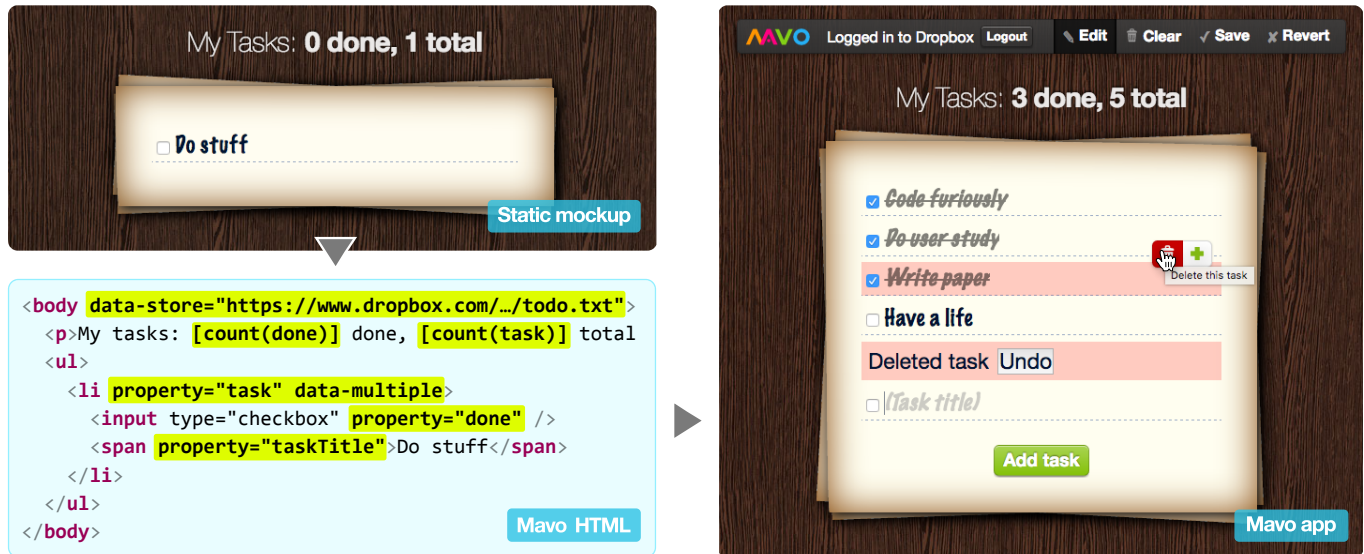 My Tasks: 0 done, 1 total
Do stuff
Static mockup
<body data-store="https://www.dropbox.com/…/todo.txt">
<p>My tasks: [count(done)] done, [count(task)] total
<ul>
<li property="task" data-multiple>
<input type="checkbox" property="done" />
<span property="taskTitle">Do stuff</span>
</li>
</ul>
</body>
Mavo HTML
MAVO Logged in to Dropbox Logout Edit Clear Save Revert
My Tasks: 3 done, 5 total
Code furiously
Do user study
Write paper
Delete this task
Have a life
Deleted task Undo
(Task title)
Add task
Mavo app